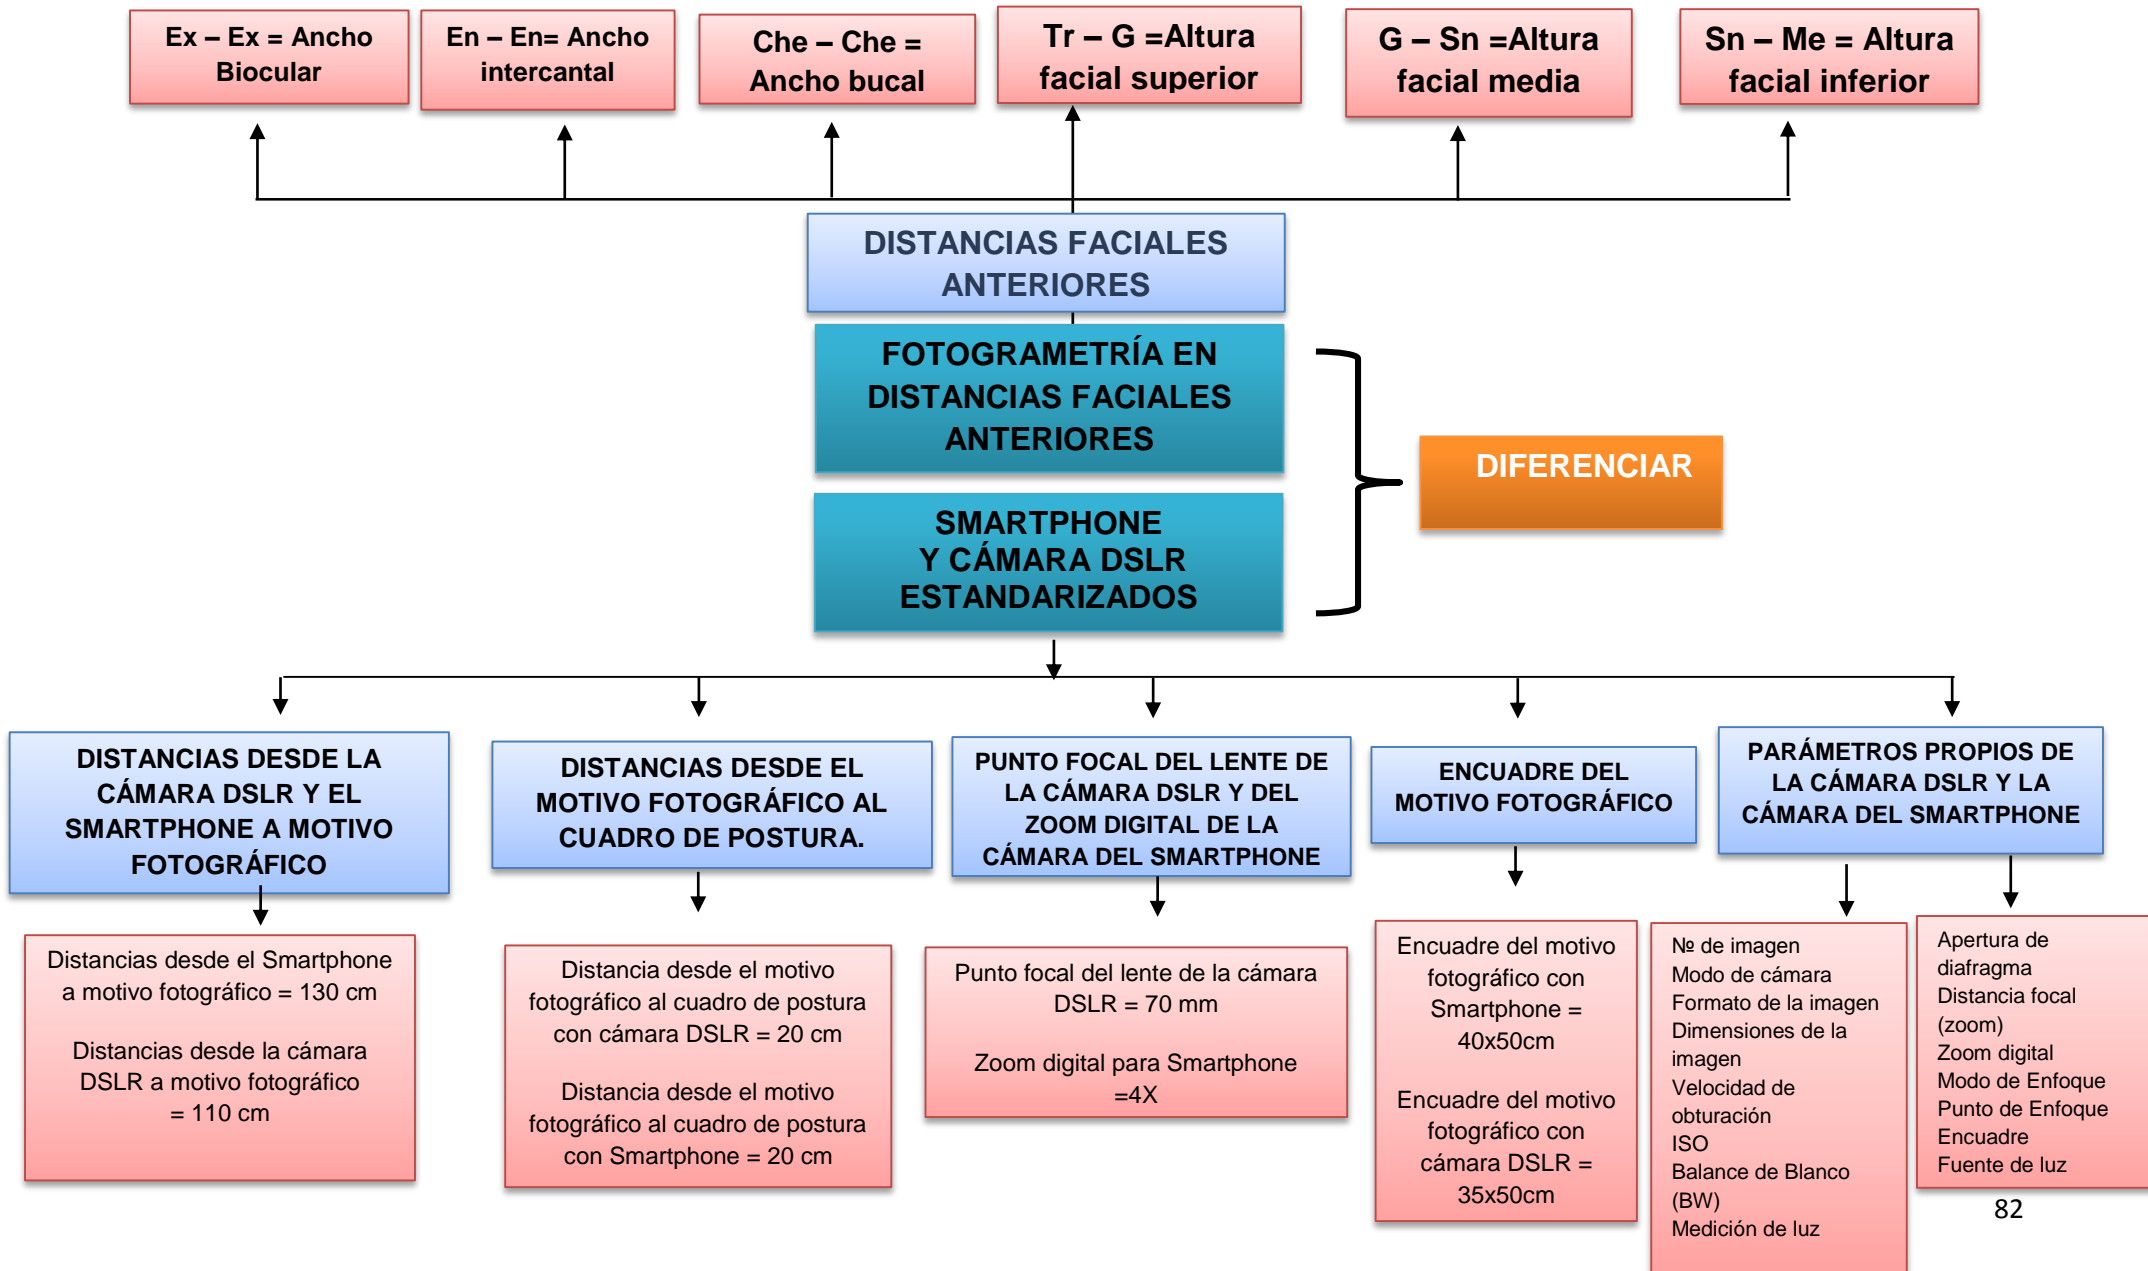 Ex – Ex = Ancho
Biocular
En – En= Ancho
intercantal
Che – Che =
Ancho bucal
Tr – G =Altura
facial superior
G – Sn =Altura
facial media
Sn – Me = Altura
facial inferior
DISTANCIAS FACIALES
ANTERIORES
FOTOGRAMETRÍA EN
DISTANCIAS FACIALES
ANTERIORES
DIFERENCIAR
SMARTPHONE
Y CÁMARA DSLR
ESTANDARIZADOS
DISTANCIAS DESDE LA
CÁMARA DSLR Y EL
SMARTPHONE A MOTIVO
FOTOGRÁFICO
DISTANCIAS DESDE EL
MOTIVO FOTOGRÁFICO AL
CUADRO DE POSTURA.
PUNTO FOCAL DEL LENTE DE
LA CÁMARA DSLR Y DEL
ZOOM DIGITAL DE LA
CÁMARA DEL SMARTPHONE
ENCUADRE DEL
MOTIVO FOTOGRÁFICO
PARÁMETROS PROPIOS DE
LA CÁMARA DSLR Y LA
CÁMARA DEL SMARTPHONE
Distancias desde el Smartphone
a motivo fotográfico = 130 cm
Distancias desde la cámara
DSLR a motivo fotográfico
= 110 cm
Distancia desde el motivo
fotográfico al cuadro de postura
con cámara DSLR = 20 cm
Distancia desde el motivo
fotográfico al cuadro de postura
con Smartphone = 20 cm
Punto focal del lente de la cámara
DSLR = 70 mm
Zoom digital para Smartphone
=4X
Encuadre del motivo
fotográfico con
Smartphone =
40x50cm
Encuadre del motivo
fotográfico con
cámara DSLR =
35x50cm
№ de imagen
Modo de cámara
Formato de la imagen
Dimensiones de la
imagen
Velocidad de
obturación
ISO
Balance de Blanco
(BW)
Medición de luz
Apertura de
diafragma
Distancia focal
(zoom)
Zoom digital
Modo de Enfoque
Punto de Enfoque
Encuadre
Fuente de luz
82